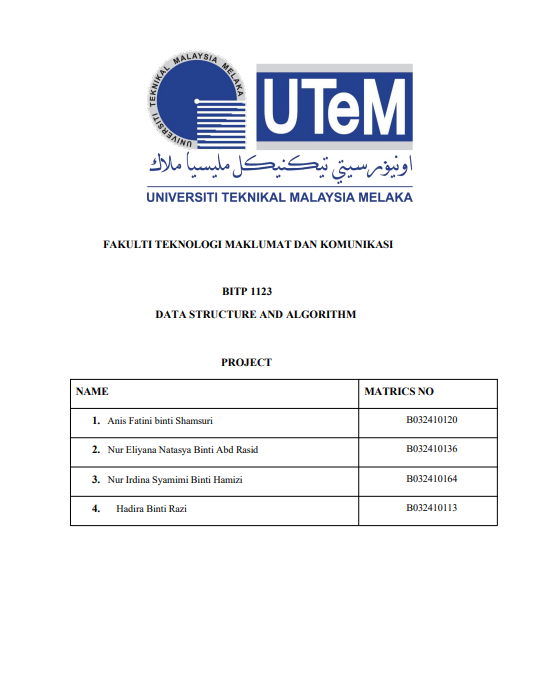 UNIVERSITI TEKNIKAL MALAYSIA MELAKA
UTeM
اونيۏرسيتي تيكنيكل مليسيا ملاك
UNIVERSITI TEKNIKAL MALAYSIA MELAKA
FAKULTI TEKNOLOGI MAKLUMAT DAN KOMUNIKASI
BITP 1123
DATA STRUCTURE AND ALGORITHM
PROJECT
NAME MATRICS NO
1. Anis Fatini binti Shamsuri B032410120
2. Nur Eliyana Natasya Binti Abd Rasid B032410136
3. Nur Irdina Syamimi Binti Hamizi B032410164
4. Hadira Binti Razi B032410113